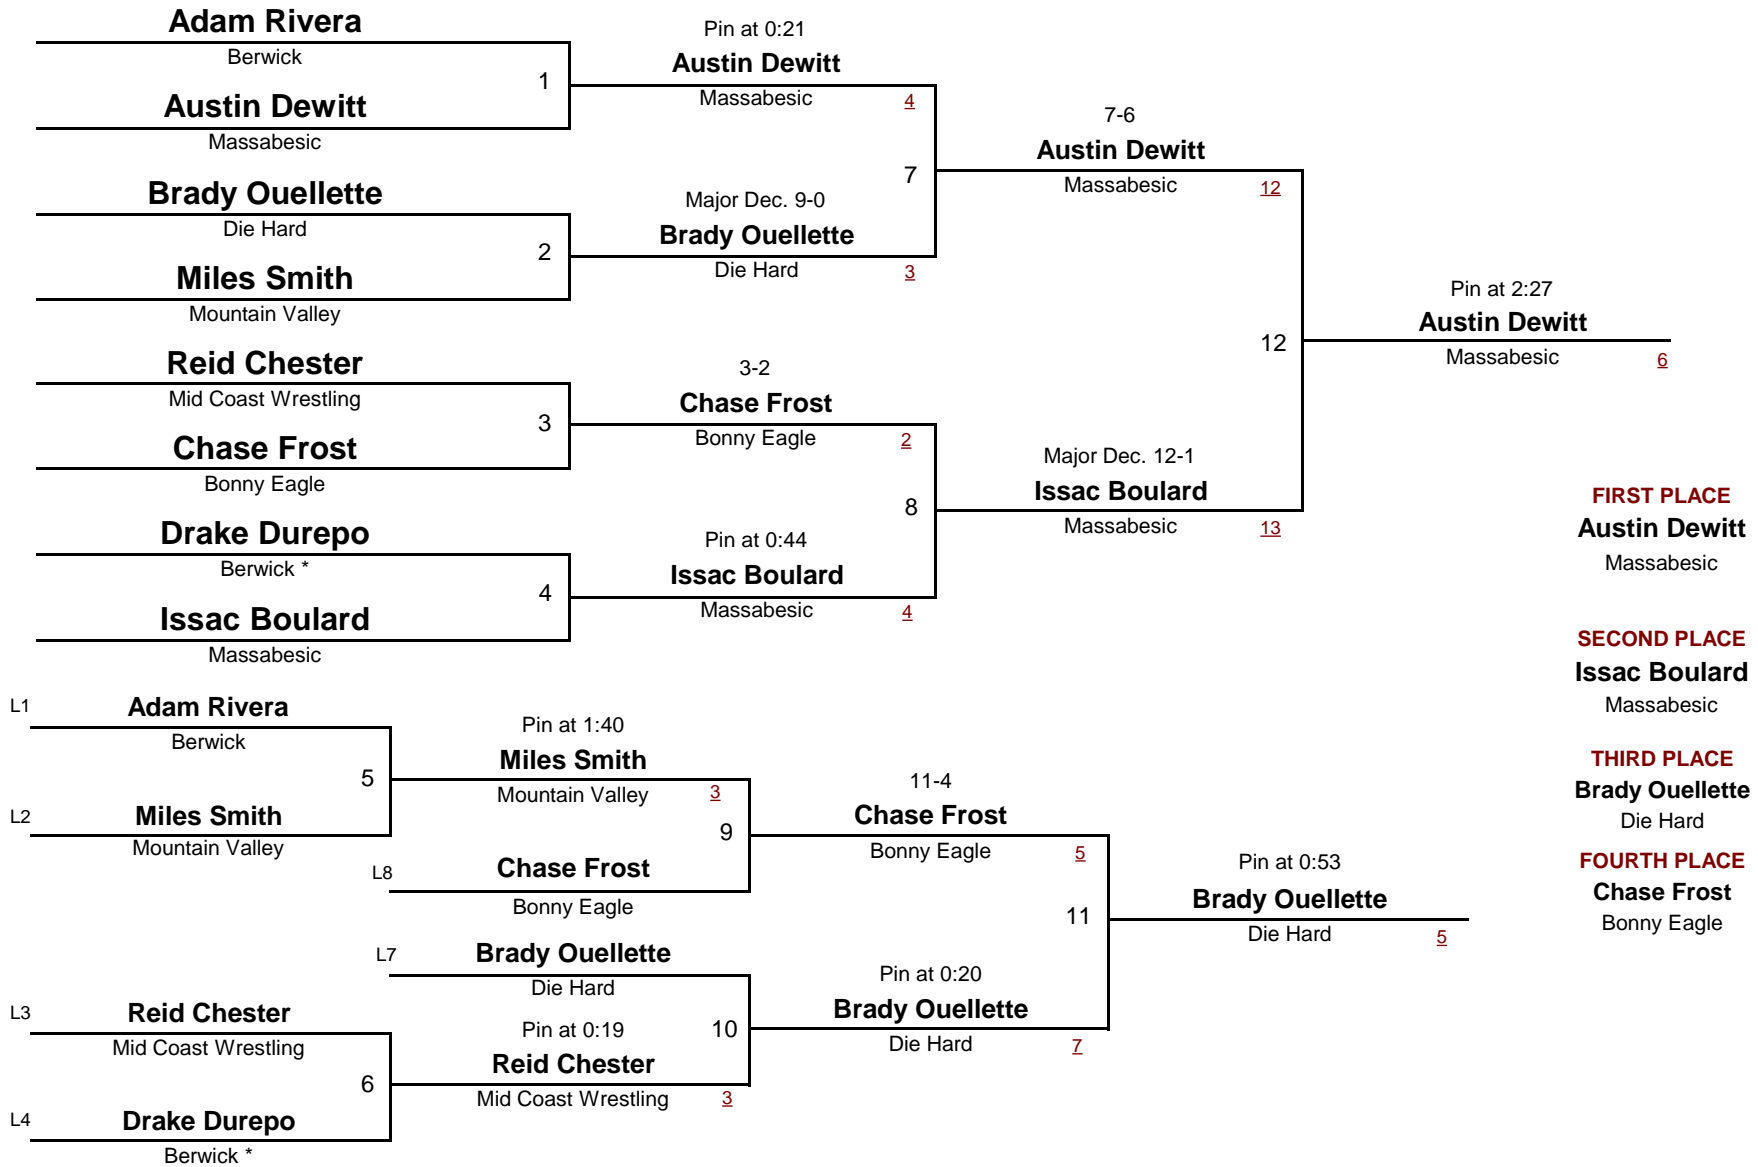 Adam Rivera
Berwick
1
Austin Dewitt
Massabesic
Brady Ouellette
Die Hard
2
Miles Smith
Mountain Valley
Reid Chester
Mid Coast Wrestling
3
Chase Frost
Bonny Eagle
Drake Durepo
Berwick *
4
Issac Boulard
Massabesic
Pin at 0:21
Austin Dewitt
Massabesic 4
7
Major Dec. 9-0
Brady Ouellette
Die Hard 3
3-2
Chase Frost
Bonny Eagle 2
8
Pin at 0:44
Issac Boulard
Massabesic 4
7-6
Austin Dewitt
Massabesic 12
12
Major Dec. 12-1
Issac Boulard
Massabesic 13
Pin at 2:27
Austin Dewitt
Massabesic 6
FIRST PLACE
Austin Dewitt
Massabesic
SECOND PLACE
Issac Boulard
Massabesic
THIRD PLACE
Brady Ouellette
Die Hard
FOURTH PLACE
Chase Frost
Bonny Eagle
L1 Adam Rivera
Berwick
5
L2 Miles Smith
Mountain Valley
Pin at 1:40
Miles Smith
Mountain Valley 3
9
L8 Chase Frost
Bonny Eagle
L7 Brady Ouellette
Die Hard
L3 Reid Chester
Mid Coast Wrestling
6
L4 Drake Durepo
Berwick *
Pin at 0:19
10
Reid Chester
Mid Coast Wrestling 3
11-4
Chase Frost
Bonny Eagle 5
11
Pin at 0:20
Brady Ouellette
Die Hard 7
Pin at 0:53
Brady Ouellette
Die Hard 5